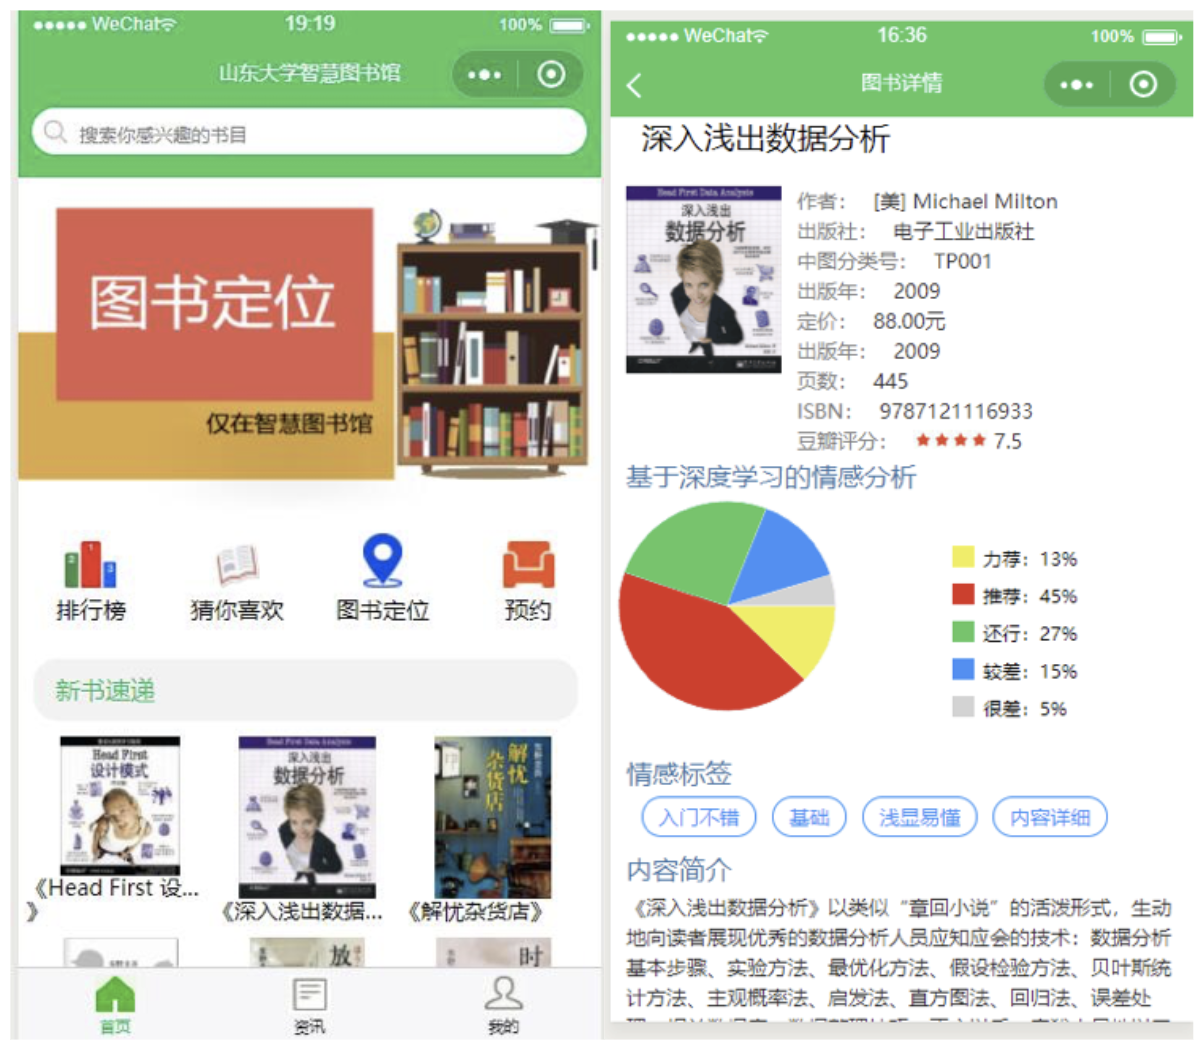 ●●●●● WeChat
19:19
100%
山东大学智慧图书馆
搜索你感兴趣的书目
图书定位
仅在智慧图书馆
2
1
3
排行榜
猜你喜欢
图书定位
预约
新书速递
Head First
设计模式
Head First Data Analysis
深入浅出
数据分析
解忧
杂货店
《Head First 设...
》
《深入浅出数据...
《解忧杂货店》
放
时
首页
资讯
我的
●●●●● WeChat
16:36
100%
图书详情
深入浅出数据分析
Head First Data Analysis
深入浅出
数据分析
作者： [美] Michael Milton
出版社： 电子工业出版社
中图分类号： TP001
出版年： 2009
定价： 88.00元
出版年： 2009
页数： 445
ISBN： 9787121116933
豆瓣评分： ★★★★ 7.5
基于深度学习的情感分析
力荐：13%
推荐：45%
还行：27%
较差：15%
很差：5%
情感标签
入门不错
基础
浅显易懂
内容详细
内容简介
《深入浅出数据分析》以类似“章回小说”的活泼形式，生动
地向读者展现优秀的数据分析人员应知应会的技术：数据分析
基本步骤、实验方法、最优化方法、假设检验方法、贝叶斯统
计方法、主观概率法、启发法、直方图法、回归法、误差处